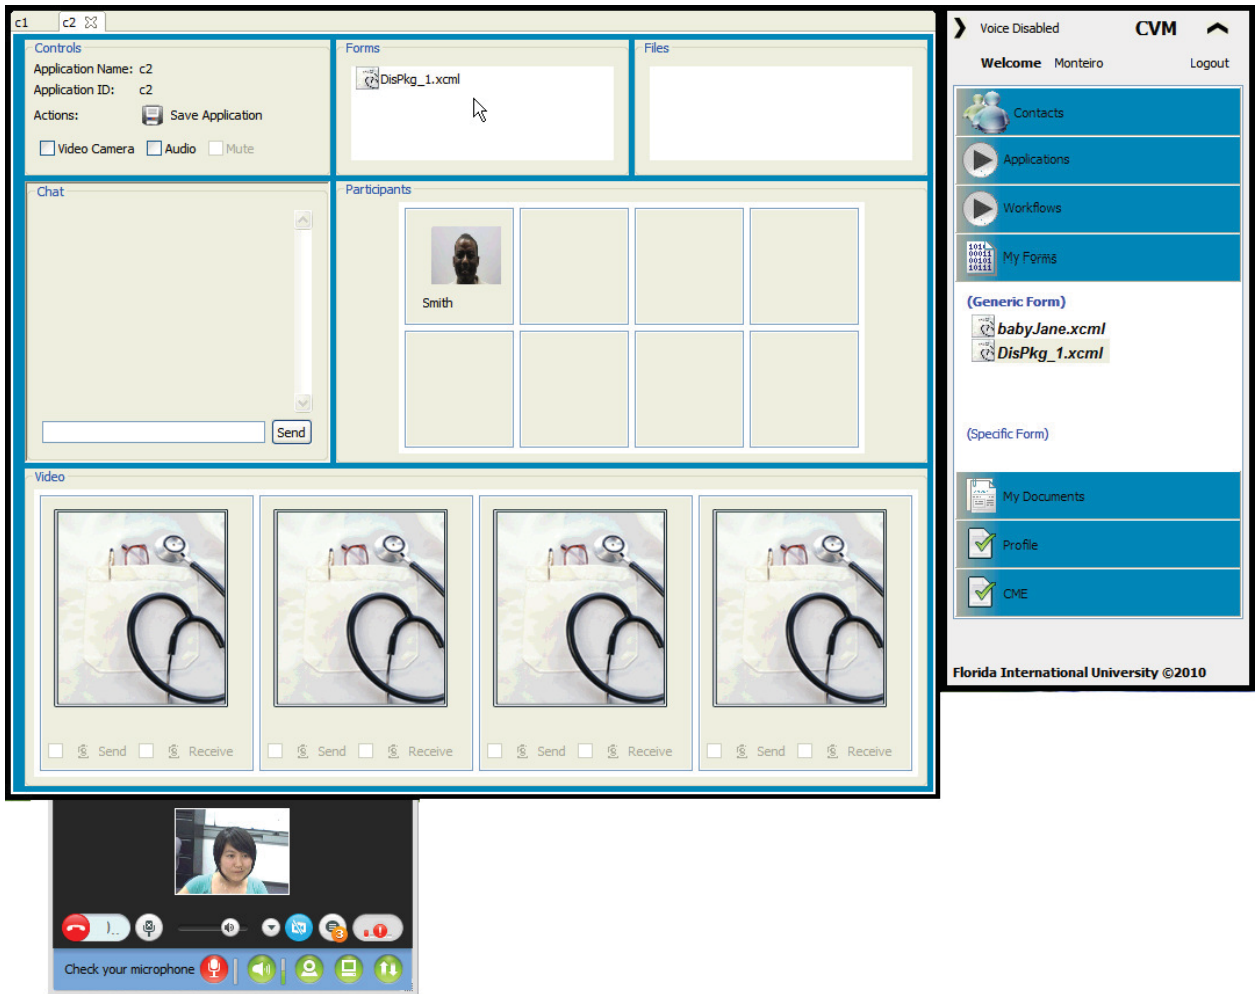 c1
c2
Controls
Application Name: c2
Application ID: c2
Actions: Save Application
Video Camera Audio Mute
Forms
DisPkg_1.xcml
Files
Chat
Send
Participants
Smith
Video
Send Receive
Send Receive
Send Receive
Send Receive
Voice Disabled CVM
Welcome Monteiro Logout
Contacts
Applications
Workflows
My Forms
(Generic Form)
babyJane.xcml
DisPkg_1.xcml
(Specific Form)
My Documents
Profile
CME
Florida International University ©2010
3
Check your microphone